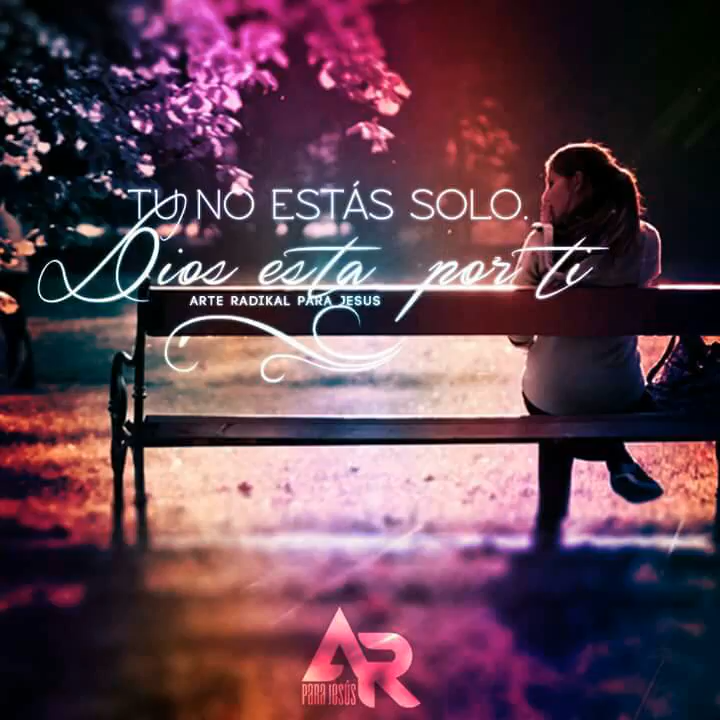 TU NO ESTÁS SOLO.
Dios esta por ti
ARTE RADIKAL PARA JESUS
AR
PARA JESÚS